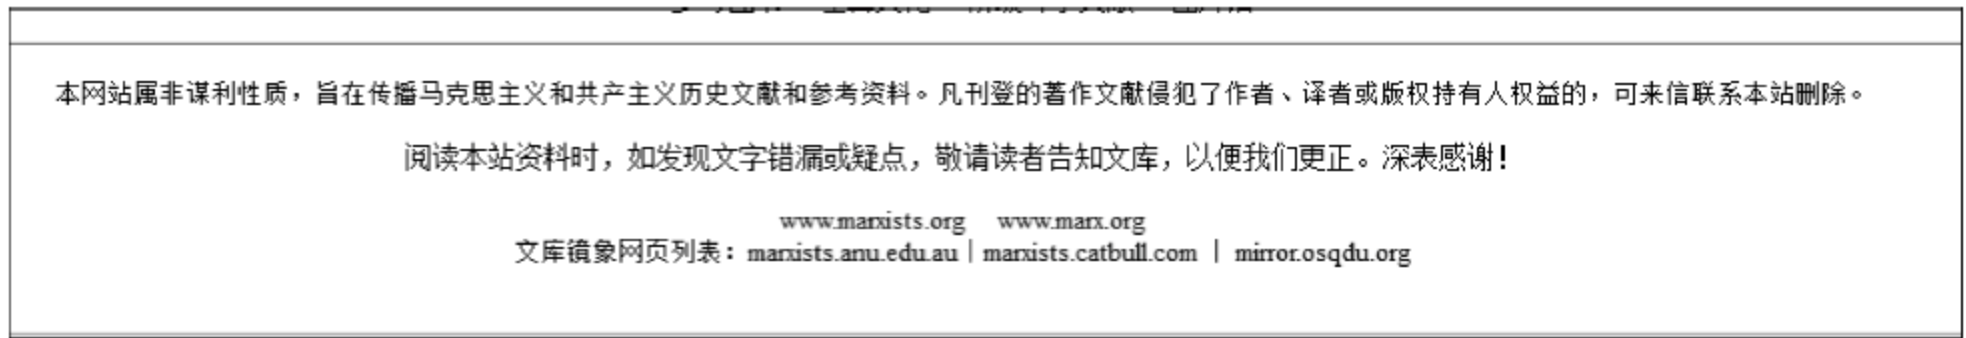 本网站属非谋利性质，旨在传播马克思主义和共产主义历史文献和参考资料。凡刊登的著作文献侵犯了作者、译者或版权持有人权益的，可来信联系本站删除。
阅读本站资料时，如发现文字错漏或疑点，敬请读者告知文库，以便我们更正。深表感谢！
www.marxists.org www.marx.org
文库镜象网页列表：marxists.anu.edu.au | marxists.catbull.com | mirror.osqdu.org